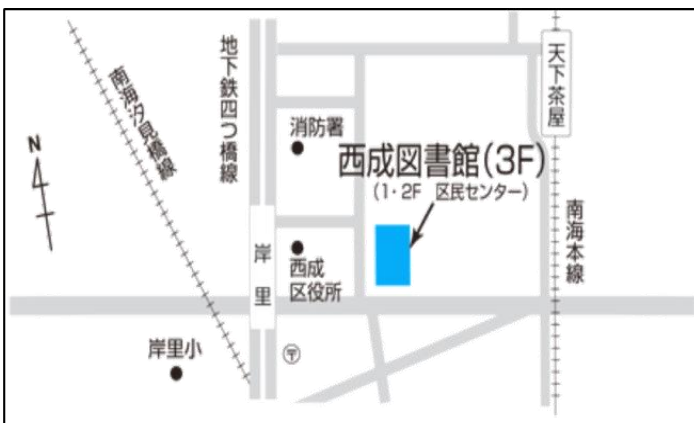 南海汐見橋線
地下鉄四つ橋線
天下茶屋
消防署
N
西成図書館(3F)
(1・2F 区民センター)
岸里
西成
区役所
南海本線
岸里小
〒